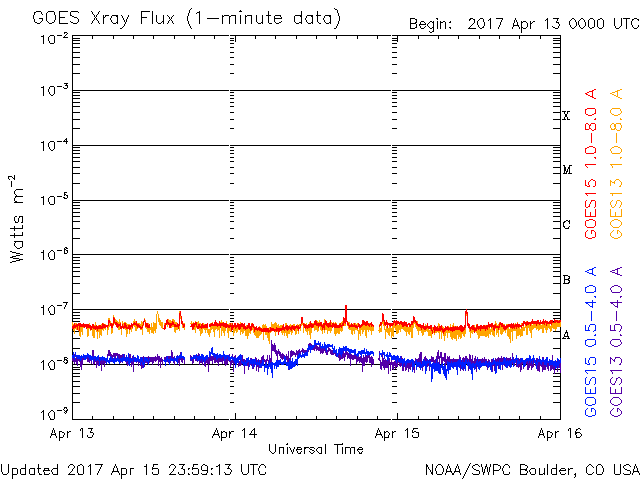 GOES Xray Flux (1-minute data)
Begin: 2017 Apr 13 0000 UTC
10⁻²
10⁻³
10⁻⁴
10⁻⁵
10⁻⁶
10⁻⁷
10⁻⁸
10⁻⁹
Watts m⁻²
X
M
C
B
A
GOES15 1.0-8.0 A
GOES13 1.0-8.0 A
GOES15 0.5-4.0 A
GOES13 0.5-4.0 A
Apr 13 Apr 14 Apr 15 Apr 16
Universal Time
Updated 2017 Apr 15 23:59:13 UTC
NOAA/SWPC Boulder, CO USA